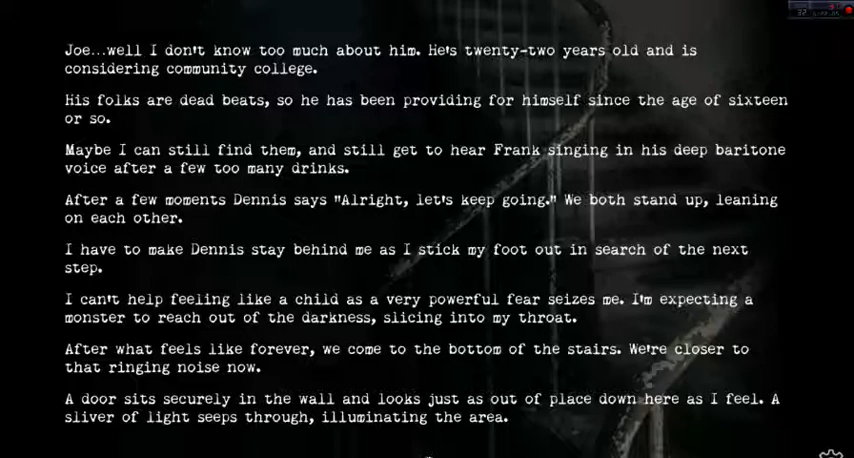 Joe...well I don't know too much about him. He's twenty-two years old and is
considering community college.
His folks are dead beats, so he has been providing for himself since the age of sixteen
or so.
Maybe I can still find them, and still get to hear Frank singing in his deep baritone
voice after a few too many drinks.
After a few moments Dennis says "Alright, let's keep going." We both stand up, leaning
on each other.
I have to make Dennis stay behind me as I stick my foot out in search of the next
step.
I can't help feeling like a child as a very powerful fear seizes me. I'm expecting a
monster to reach out of the darkness, slicing into my throat.
After what feels like forever, we come to the bottom of the stairs. We're closer to
that ringing noise now.
A door sits securely in the wall and looks just as out of place down here as I feel. A
sliver of light seeps through, illuminating the area.